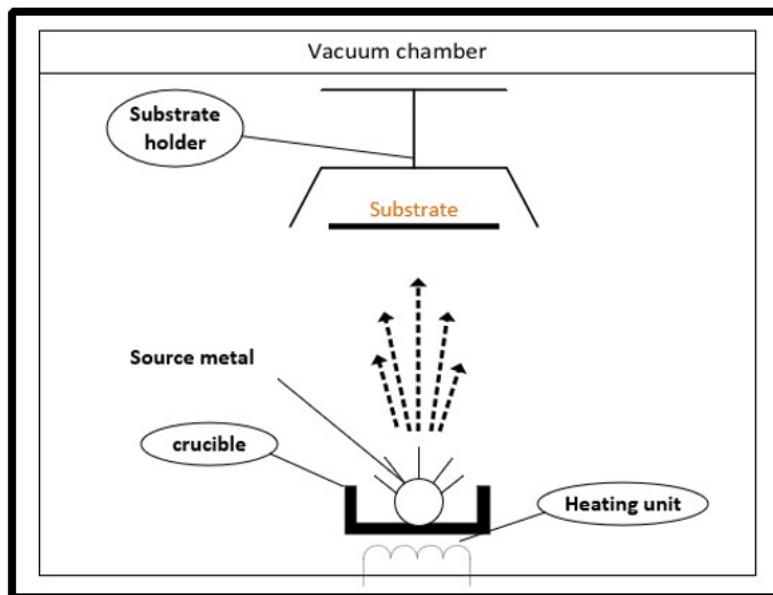 Vacuum chamber
Substrate
holder
Substrate
Source metal
crucible
Heating unit